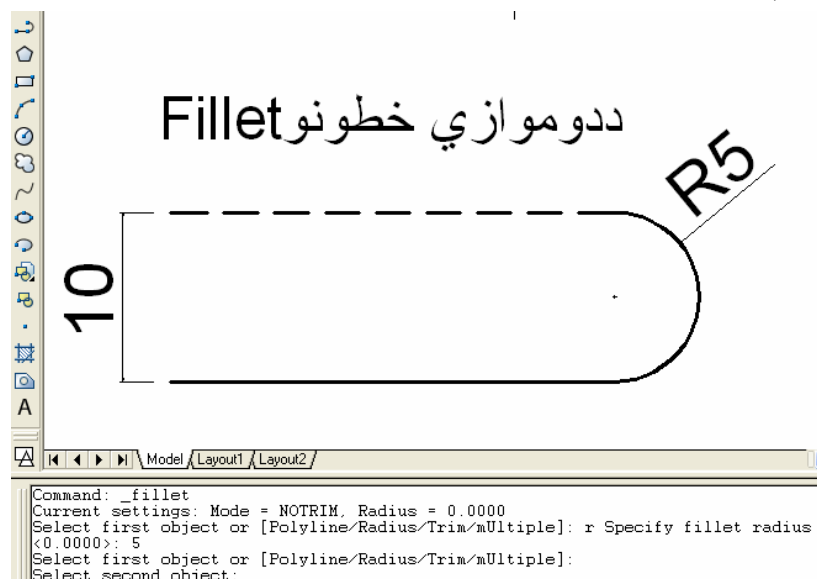 ددوموازي خطونوFillet
R5
10
A
Model Layout1 Layout2
Command: _fillet
Current settings: Mode = NOTRIM, Radius = 0.0000
Select first object or [Polyline/Radius/Trim/mUltiple]: r Specify fillet radius
<0.0000>: 5
Select first object or [Polyline/Radius/Trim/mUltiple]:
Select second object: